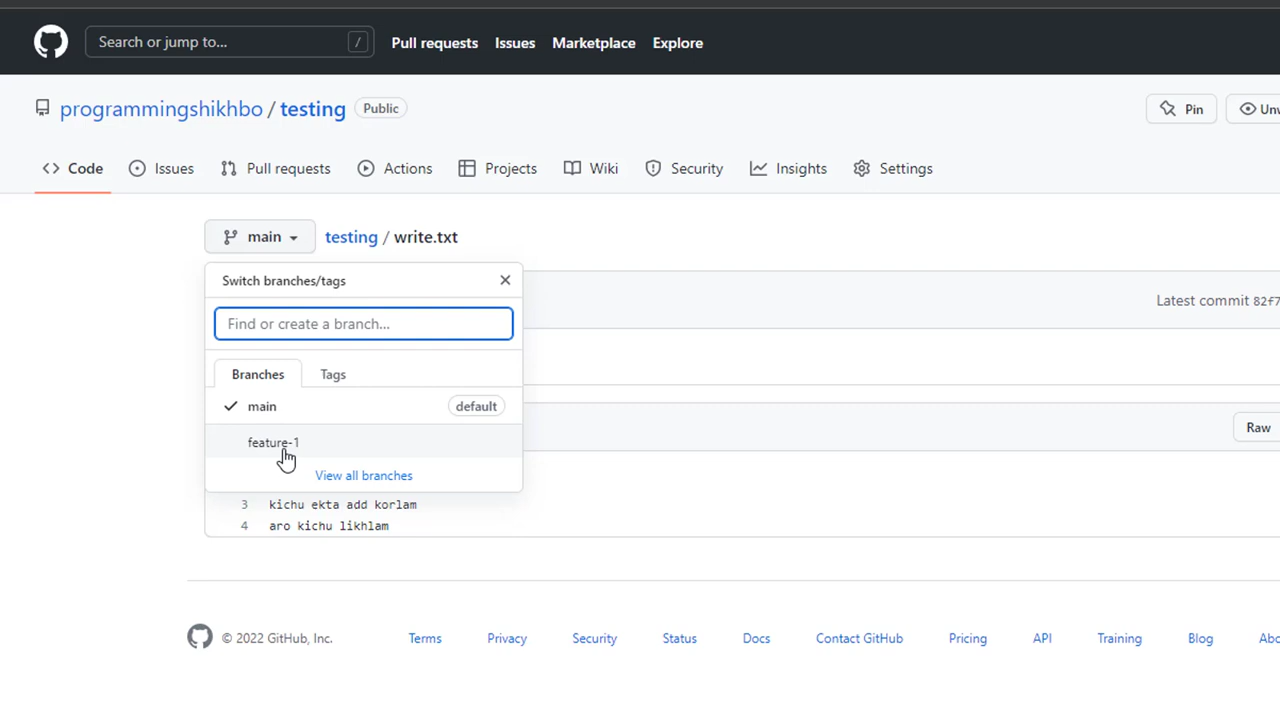 Search or jump to... / Pull requests Issues Marketplace Explore
programmingshikhbo / testing Public Pin
Code Issues Pull requests Actions Projects Wiki Security Insights Settings
main testing / write.txt
Switch branches/tags
Latest commit 82f7
Find or create a branch...
Branches Tags
main default
Raw
feature-1
View all branches
3 kichu ekta add korlam
4 aro kichu likhlam
© 2022 GitHub, Inc. Terms Privacy Security Status Docs Contact GitHub Pricing API Training Blog